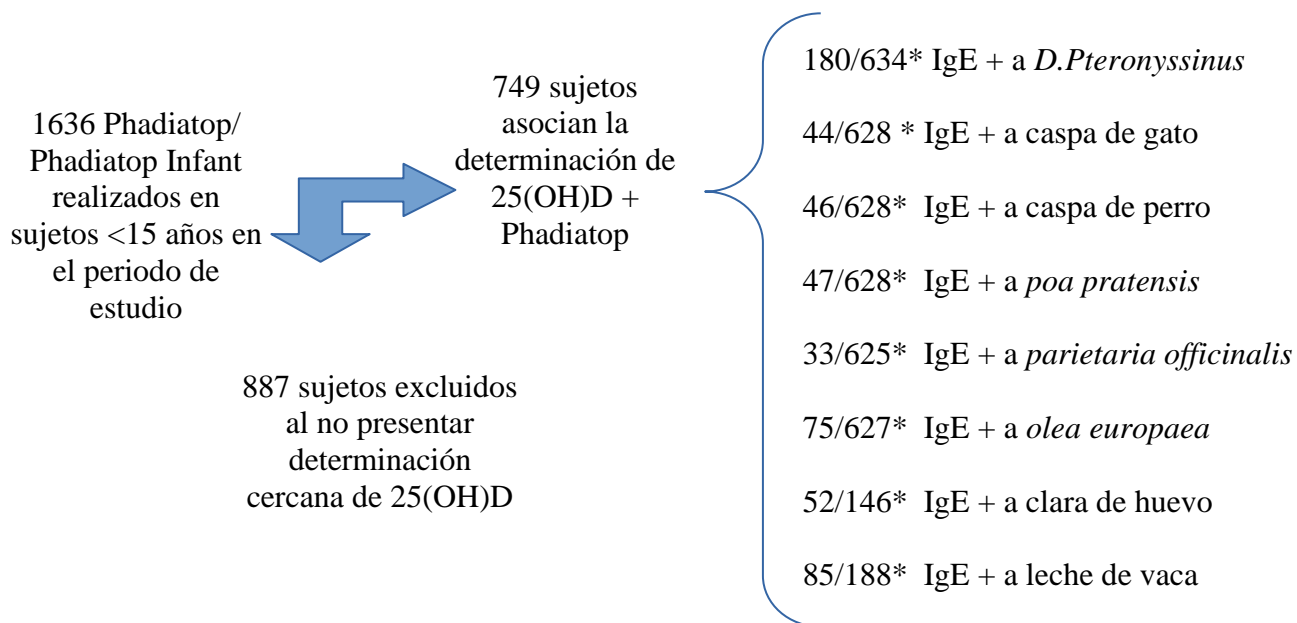 1636 Phadiatop/
Phadiatop Infant
realizados en
sujetos <15 años en
el periodo de
estudio
887 sujetos excluidos
al no presentar
determinación
cercana de 25(OH)D
749 sujetos
asocian la
determinación de
25(OH)D +
Phadiatop
180/634* IgE + a D.Pteronyssinus
44/628 * IgE + a caspa de gato
46/628* IgE + a caspa de perro
47/628* IgE + a poa pratensis
33/625* IgE + a parietaria officinalis
75/627* IgE + a olea europaea
52/146* IgE + a clara de huevo
85/188* IgE + a leche de vaca